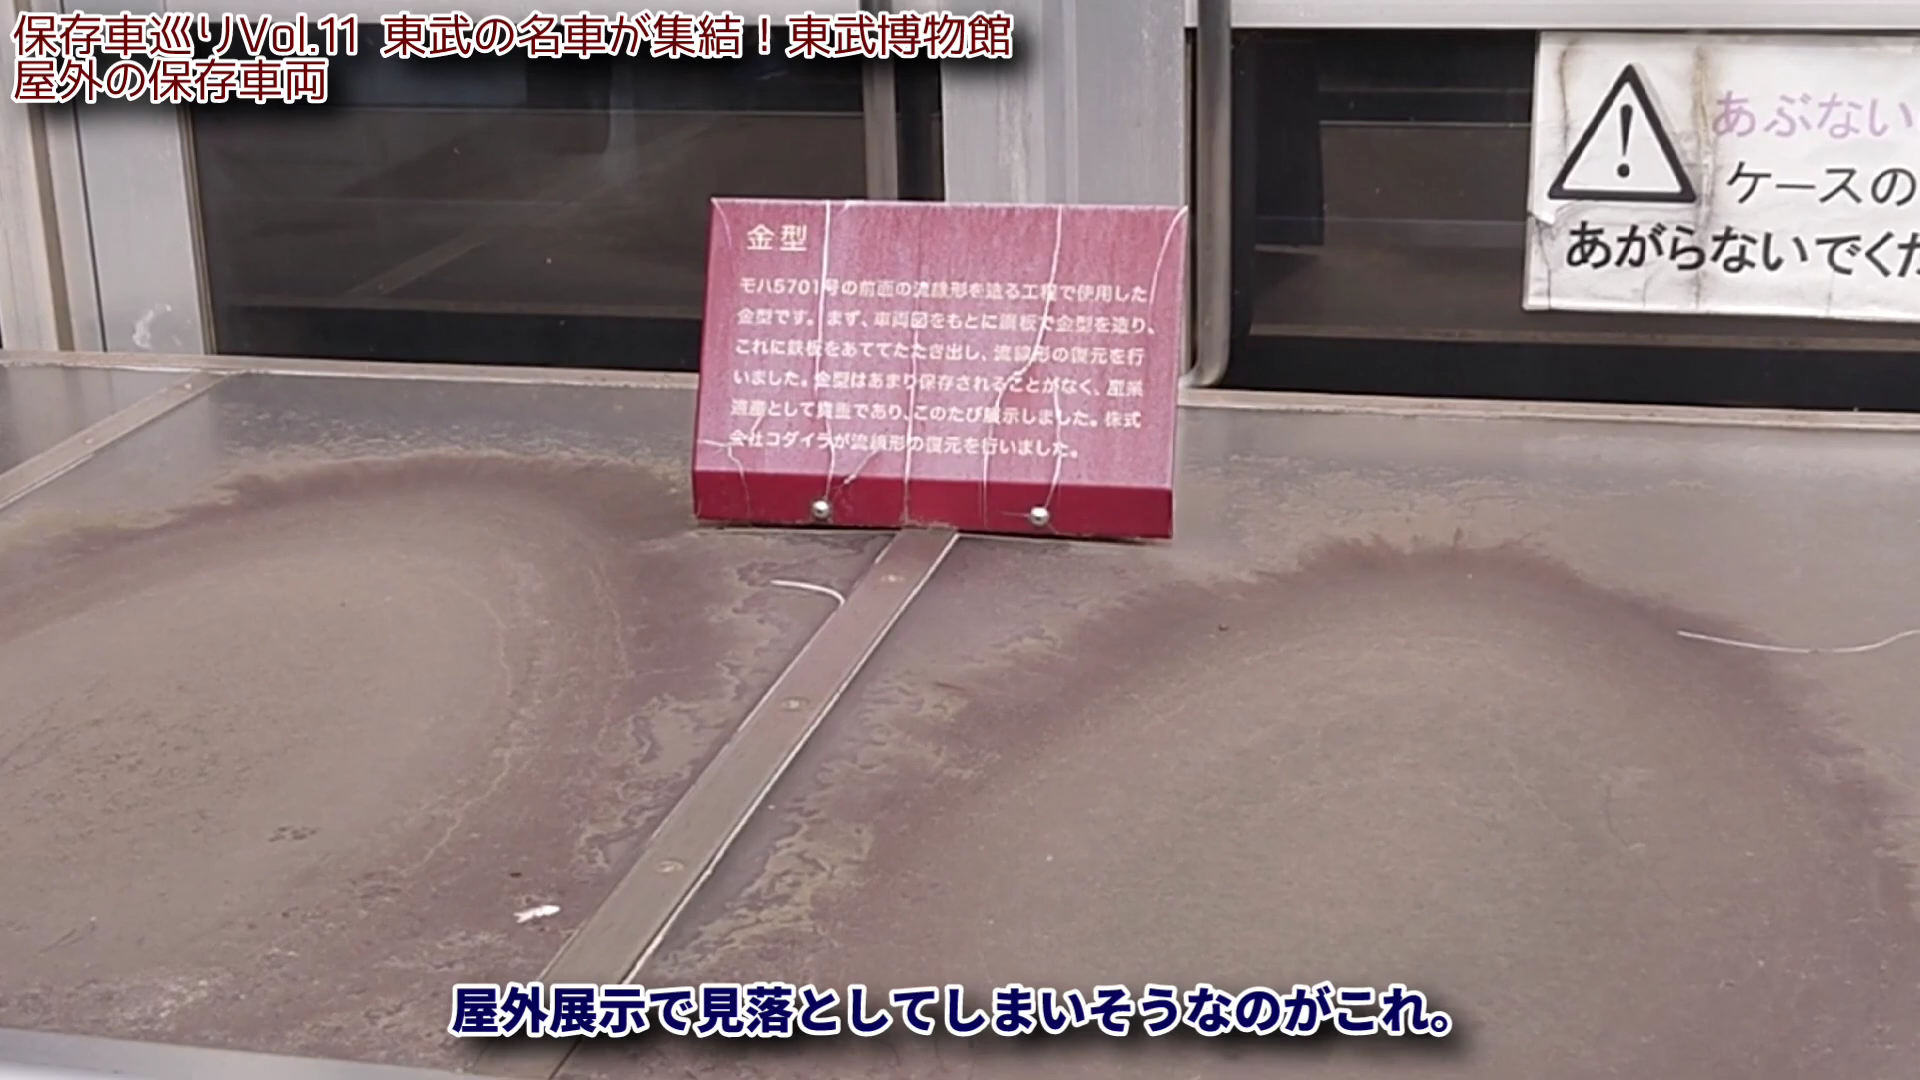 保存車巡りVol.11 東武の名車が集結！東武博物館
屋外の保存車両
あぶない
ケースの
あがらないでくだ
金型
モハ5701号の前面の流線形を造る工程で使用した
金型です。まず、車両図をもとに鋼板で金型を造り、
これに鉄板をあててたたき出し、流線形の復元を行
いました。金型はあまり保存されることがなく、産業
遺産として貴重であり、このたび展示しました。株式
会社コダイラが流線形の復元を行いました。
屋外展示で見落としてしまいそうなのがこれ。